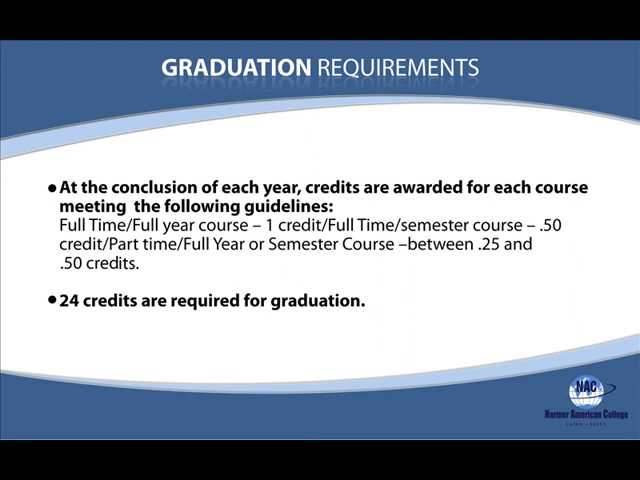 GRADUATION REQUIREMENTS
● At the conclusion of each year, credits are awarded for each course
meeting the following guidelines:
Full Time/Full year course – 1 credit/Full Time/semester course – .50
credit/Part time/Full Year or Semester Course –between .25 and
.50 credits.
● 24 credits are required for graduation.
NAC
Narmer American College
CAIRO • EGYPT